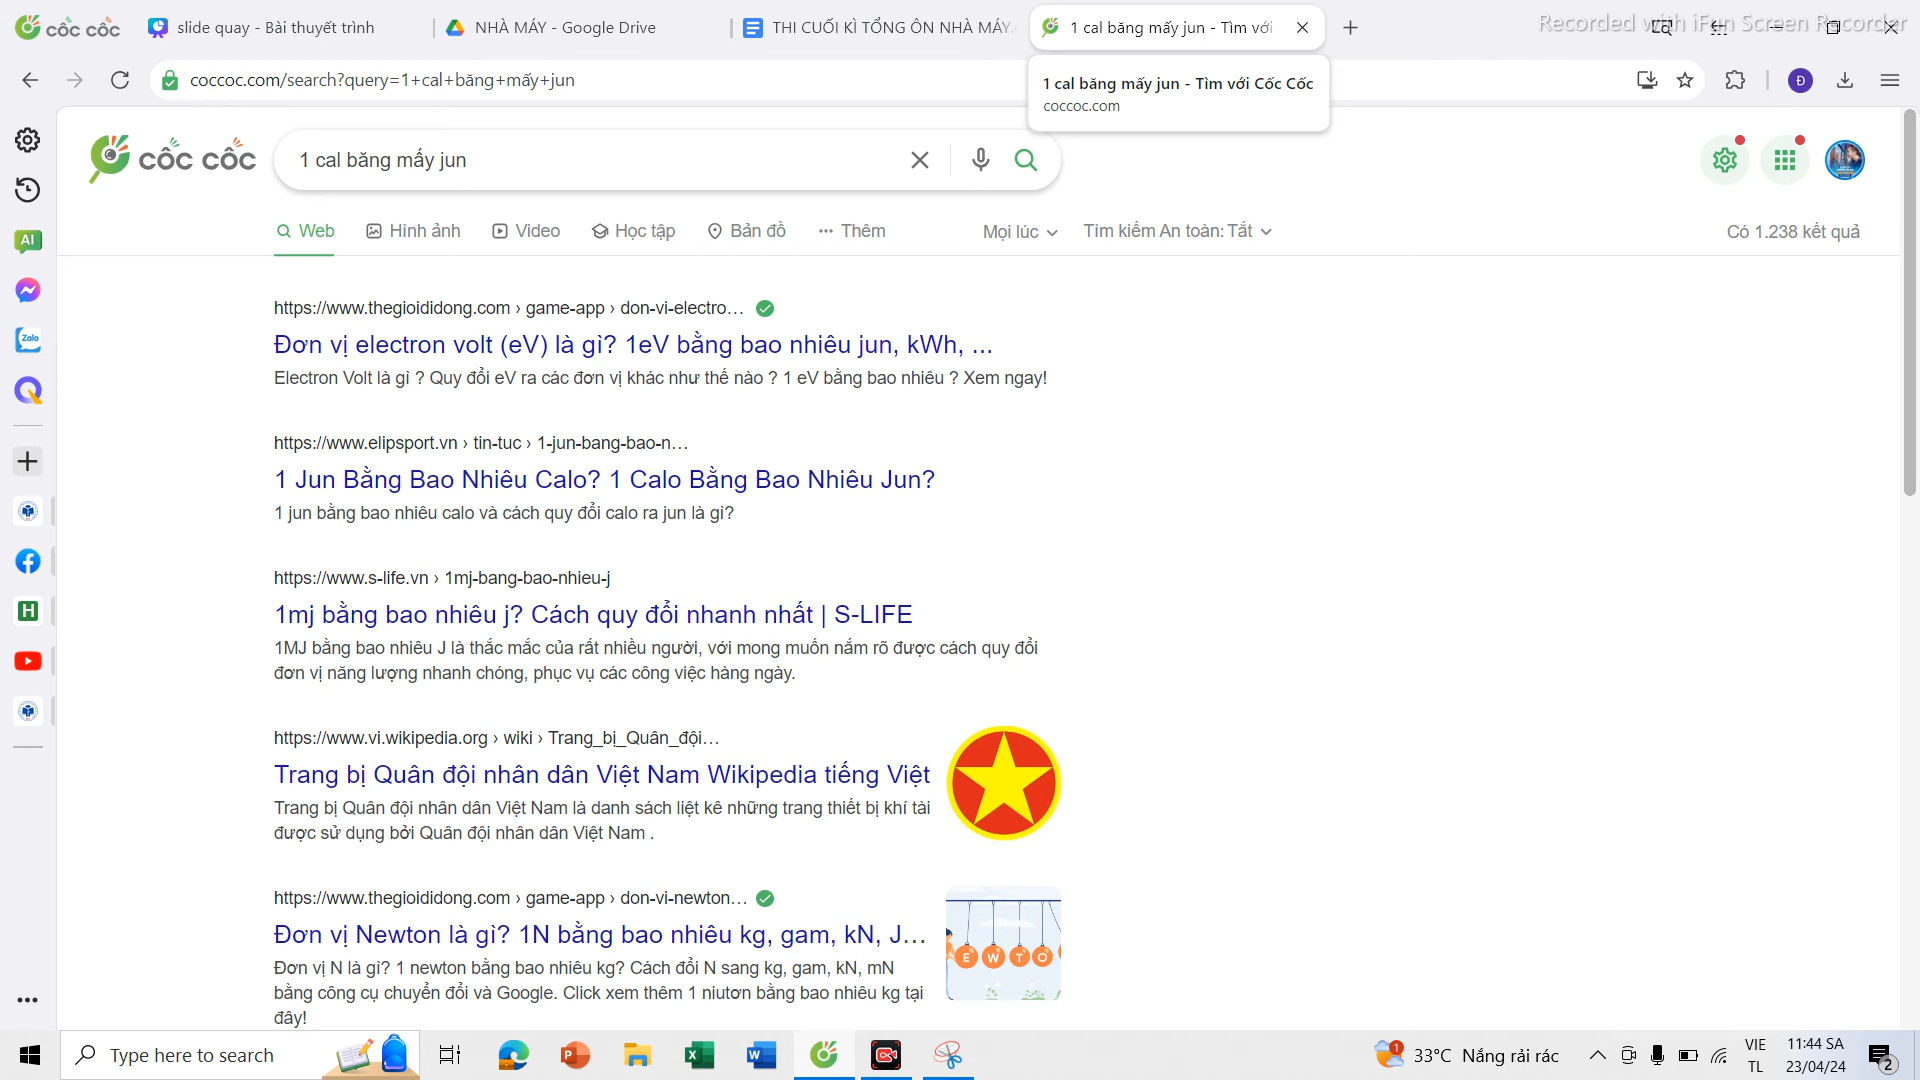 cốc cốc
slide quay - Bài thuyết trình
NHÀ MÁY - Google Drive
THI CUỐI KÌ TỔNG ÔN NHÀ MÁY.
1 cal băng mấy jun - Tìm với
Recorded with iFun Screen Recorder
coccoc.com/search?query=1+cal+băng+mấy+jun
Đ
1 cal băng mấy jun - Tìm với Cốc Cốc
coccoc.com
cốc cốc
1 cal băng mấy jun
AI
Web
Hình ảnh
Video
Học tập
Bản đồ
Thêm
Mọi lúc
Tìm kiếm An toàn: Tắt
Có 1.238 kết quả
Zalo
H
https://www.thegioididong.com › game-app › don-vi-electro…
Đơn vị electron volt (eV) là gì? 1eV bằng bao nhiêu jun, kWh, ...
Electron Volt là gì ? Quy đổi eV ra các đơn vị khác như thế nào ? 1 eV bằng bao nhiêu ? Xem ngay!
https://www.elipsport.vn › tin-tuc › 1-jun-bang-bao-n…
1 Jun Bằng Bao Nhiêu Calo? 1 Calo Bằng Bao Nhiêu Jun?
1 jun bằng bao nhiêu calo và cách quy đổi calo ra jun là gì?
https://www.s-life.vn › 1mj-bang-bao-nhieu-j
1mj bằng bao nhiêu j? Cách quy đổi nhanh nhất | S-LIFE
1MJ bằng bao nhiêu J là thắc mắc của rất nhiều người, với mong muốn nắm rõ được cách quy đổi
đơn vị năng lượng nhanh chóng, phục vụ các công việc hàng ngày.
https://www.vi.wikipedia.org › wiki › Trang_bị_Quân_đội…
Trang bị Quân đội nhân dân Việt Nam Wikipedia tiếng Việt
Trang bị Quân đội nhân dân Việt Nam là danh sách liệt kê những trang thiết bị khí tài
được sử dụng bởi Quân đội nhân dân Việt Nam .
https://www.thegioididong.com › game-app › don-vi-newton…
Đơn vị Newton là gì? 1N bằng bao nhiêu kg, gam, kN, J…
Đơn vị N là gì? 1 newton bằng bao nhiêu kg? Cách đổi N sang kg, gam, kN, mN
bằng công cụ chuyển đổi và Google. Click xem thêm 1 niutơn bằng bao nhiêu kg tại
đây!
E W T O
Type here to search
1
33°C Nắng rải rác
VIE
TL
11:44 SA
23/04/24
2